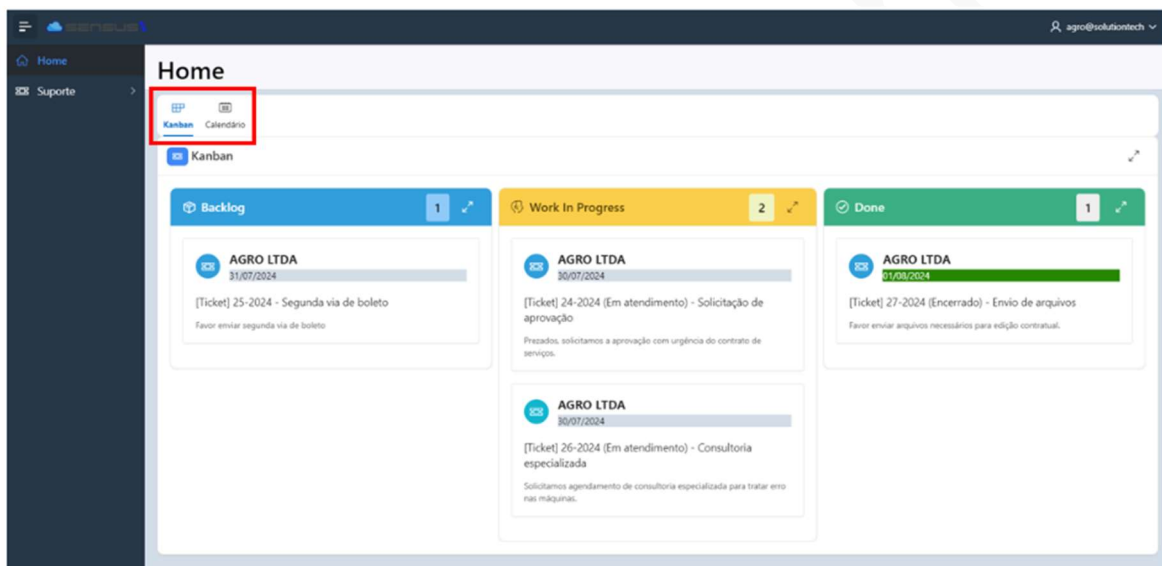 sensus
agro@solutiontech
Home
Suporte
Home
Kanban
Calendário
Kanban
Backlog
1
AGRO LTDA
31/07/2024
[Ticket] 25-2024 - Segunda via de boleto
Favor enviar segunda via de boleto
Work In Progress
2
AGRO LTDA
30/07/2024
[Ticket] 24-2024 (Em atendimento) - Solicitação de
aprovação
Prezados, solicitamos a aprovação com urgência do contrato de
serviços.
AGRO LTDA
30/07/2024
[Ticket] 26-2024 (Em atendimento) - Consultoria
especializada
Solicitamos agendamento de consultoria especializada para tratar erro
nas máquinas.
Done
1
AGRO LTDA
01/08/2024
[Ticket] 27-2024 (Encerrado) - Envio de arquivos
Favor enviar arquivos necessários para edição contratual.